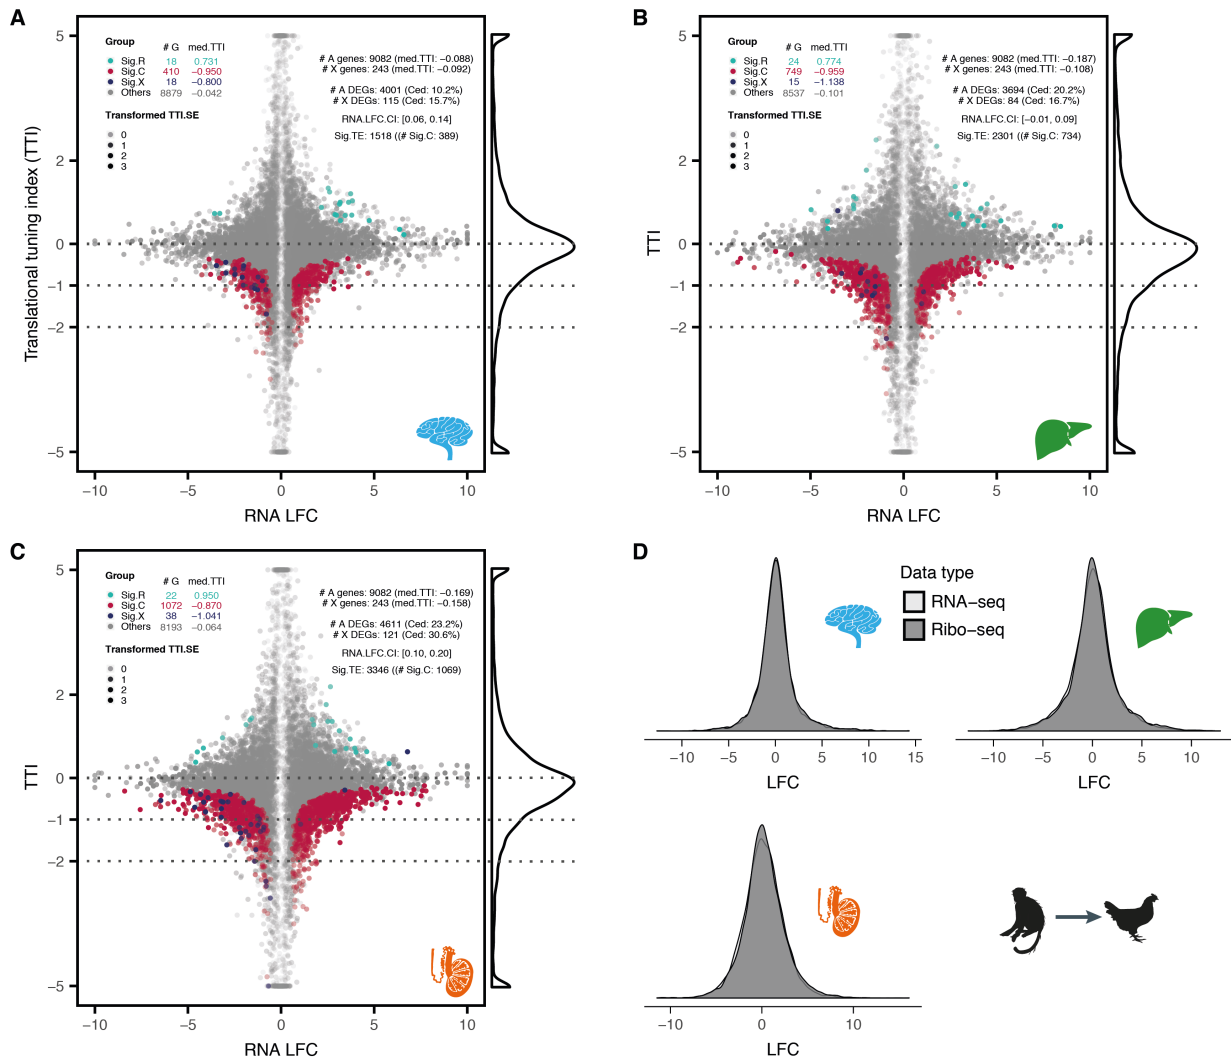 A
Group
# G med.TTI
Sig.R 18 0.731
Sig.C 410 −0.950
Sig.X 18 −0.800
Others 8879 −0.042
Transformed TTI.SE
0
1
2
3
# A genes: 9082 (med.TTI: −0.088)
# X genes: 243 (med.TTI: −0.092)
# A DEGs: 4001 (Ced: 10.2%)
# X DEGs: 115 (Ced: 15.7%)
RNA.LFC.CI: [0.06, 0.14]
Sig.TE: 1518 ((# Sig.C: 389)
Translational tuning index (TTI)
5
2
0
−1
−2
−5
−10 −5 0 5 10
RNA LFC
B
Group
# G med.TTI
Sig.R 24 0.774
Sig.C 749 −0.959
Sig.X 15 −1.138
Others 8537 −0.101
Transformed TTI.SE
0
1
2
3
# A genes: 9082 (med.TTI: −0.187)
# X genes: 243 (med.TTI: −0.108)
# A DEGs: 3694 (Ced: 20.2%)
# X DEGs: 84 (Ced: 16.7%)
RNA.LFC.CI: [−0.01, 0.09]
Sig.TE: 2301 ((# Sig.C: 734)
TTI
5
2
0
−1
−2
−5
−10 −5 0 5 10
RNA LFC
C
Group
# G med.TTI
Sig.R 22 0.950
Sig.C 1072 −0.870
Sig.X 38 −1.041
Others 8193 −0.064
Transformed TTI.SE
0
1
2
3
# A genes: 9082 (med.TTI: −0.169)
# X genes: 243 (med.TTI: −0.158)
# A DEGs: 4611 (Ced: 23.2%)
# X DEGs: 121 (Ced: 30.6%)
RNA.LFC.CI: [0.10, 0.20]
Sig.TE: 3346 ((# Sig.C: 1069)
TTI
5
2
0
−1
−2
−5
−10 −5 0 5 10
RNA LFC
D
Data type
RNA−seq
Ribo−seq
−10 −5 0 5 10 15
LFC
−10 −5 0 5 10
LFC
−10 0 10
LFC